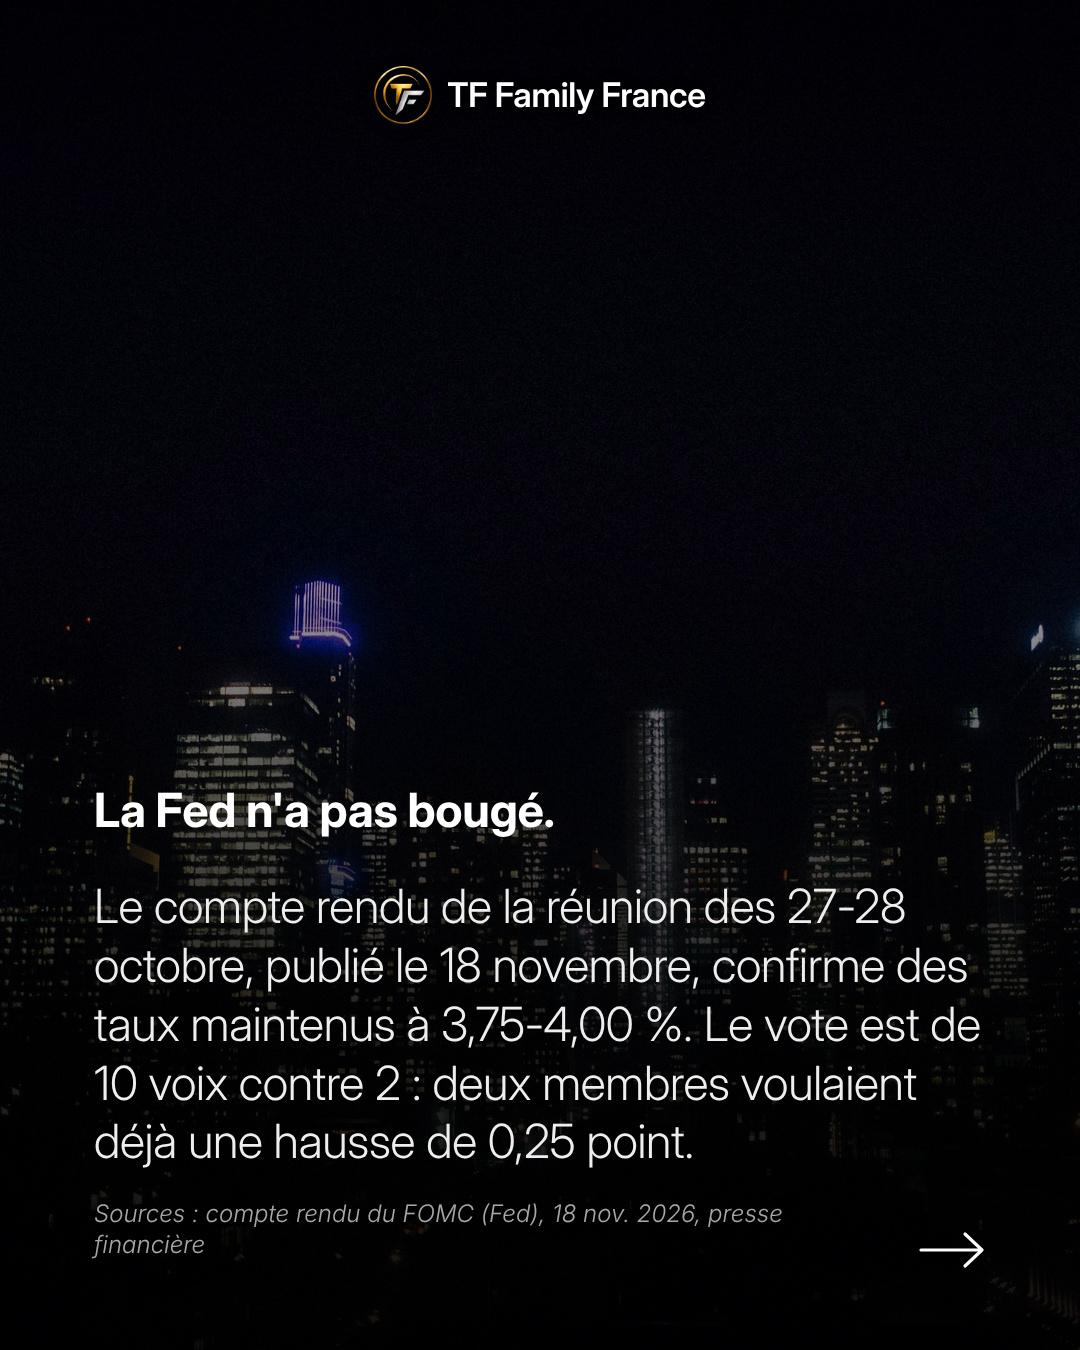 TF Family France
La Fed n'a pas bougé.
Le compte rendu de la réunion des 27-28
octobre, publié le 18 novembre, confirme des
taux maintenus à 3,75-4,00 %. Le vote est de
10 voix contre 2 : deux membres voulaient
déjà une hausse de 0,25 point.
Sources : compte rendu du FOMC (Fed), 18 nov. 2026, presse
financière